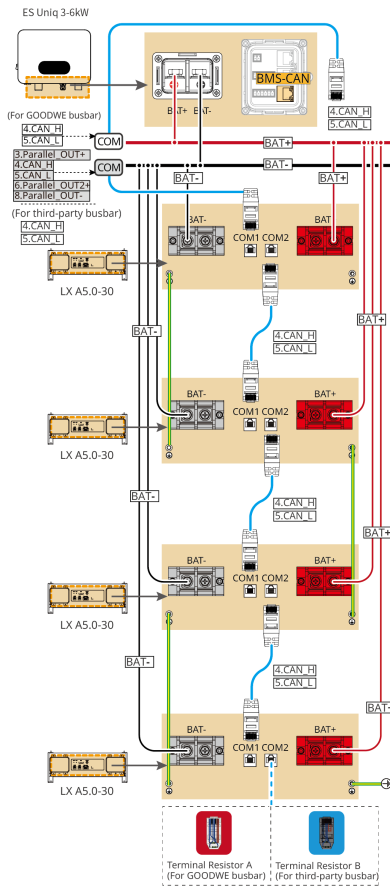 ES Uniq 3-6kW
BMS-CAN
BAT+ BAT-
4.CAN_H
5.CAN_L
(For GOODWE busbar)
4.CAN_H
5.CAN_L
COM
BAT+
3.Parallel_OUT+
4.CAN_H
5.CAN_L
6.Parallel_OUT2+
8.Parallel_OUT-
COM
BAT-
BAT-
BAT+
(For third-party busbar)
4.CAN_H
5.CAN_L
BAT-
BAT
COM1 COM2
LX A5.0-30
BAT-
4.CAN_H
5.CAN_L
BAT+
BAT-
BAT+
COM1 COM2
LX A5.0-30
BAT-
4.CAN_H
5.CAN_L
BAT+
BAT-
BAT+
COM1 COM2
LX A5.0-30
BAT-
4.CAN_H
5.CAN_L
BAT-
BAT+
BAT-
COM1 COM2
LX A5.0-30
Terminal Resistor A
(For GOODWE busbar)
Terminal Resistor B
(For third-party busbar)